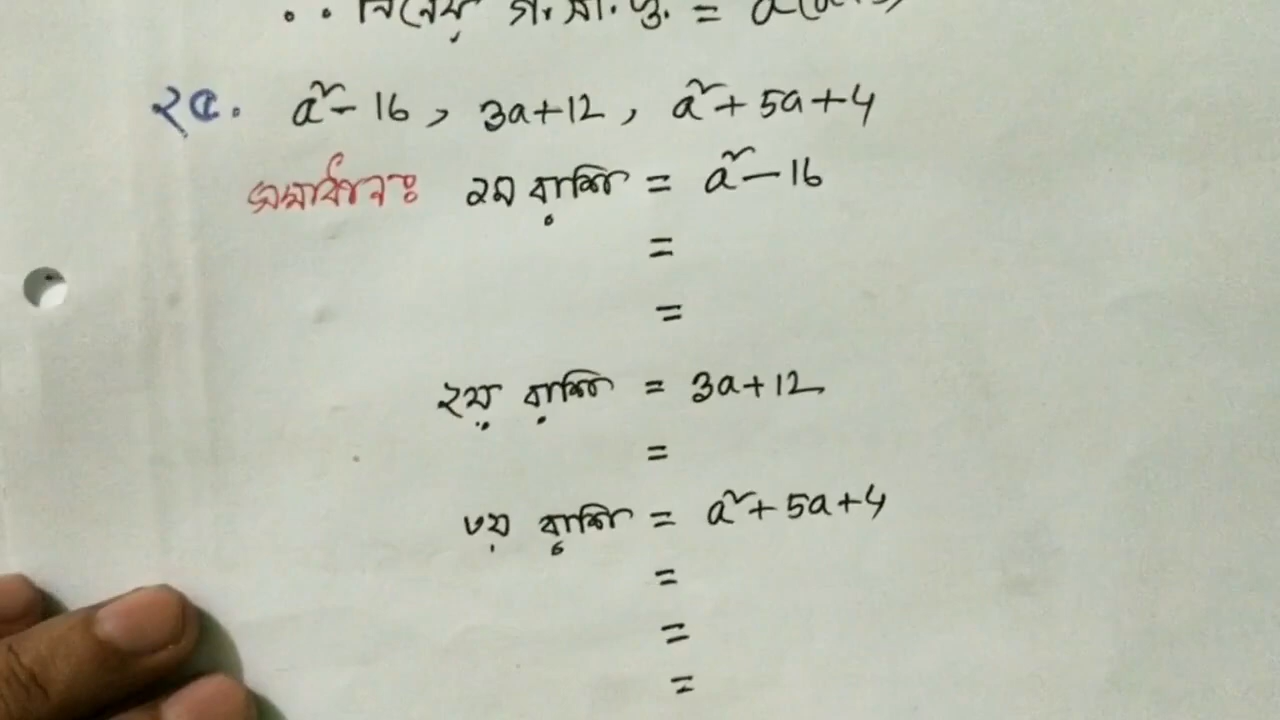 ∴ নির্ণেয় গ. সা. গু. = a(a
২৫. a² - 16, 3a+12, a² + 5a + 4
সমাধানঃ ১ম রাশি = a² - 16
=
=
২য় রাশি = 3a+12
=
৩য় রাশি = a² + 5a + 4
=
=
=